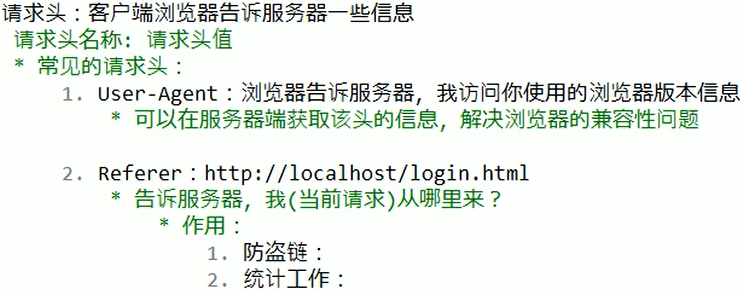 请求头：客户端浏览器告诉服务器一些信息
请求头名称: 请求头值
* 常见的请求头：
1. User-Agent：浏览器告诉服务器，我访问你使用的浏览器版本信息
* 可以在服务器端获取该头的信息，解决浏览器的兼容性问题
2. Referer：http://localhost/login.html
* 告诉服务器，我(当前请求)从哪里来？
* 作用：
1. 防盗链：
2. 统计工作：